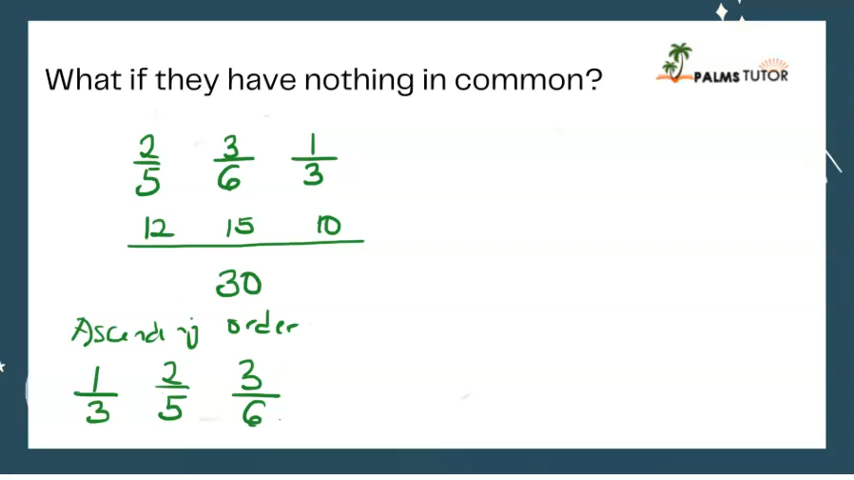 What if they have nothing in common?
PALMS TUTOR
2/5 3/6 1/3
12 15 10
30
Ascending order
1/3 2/5 3/6